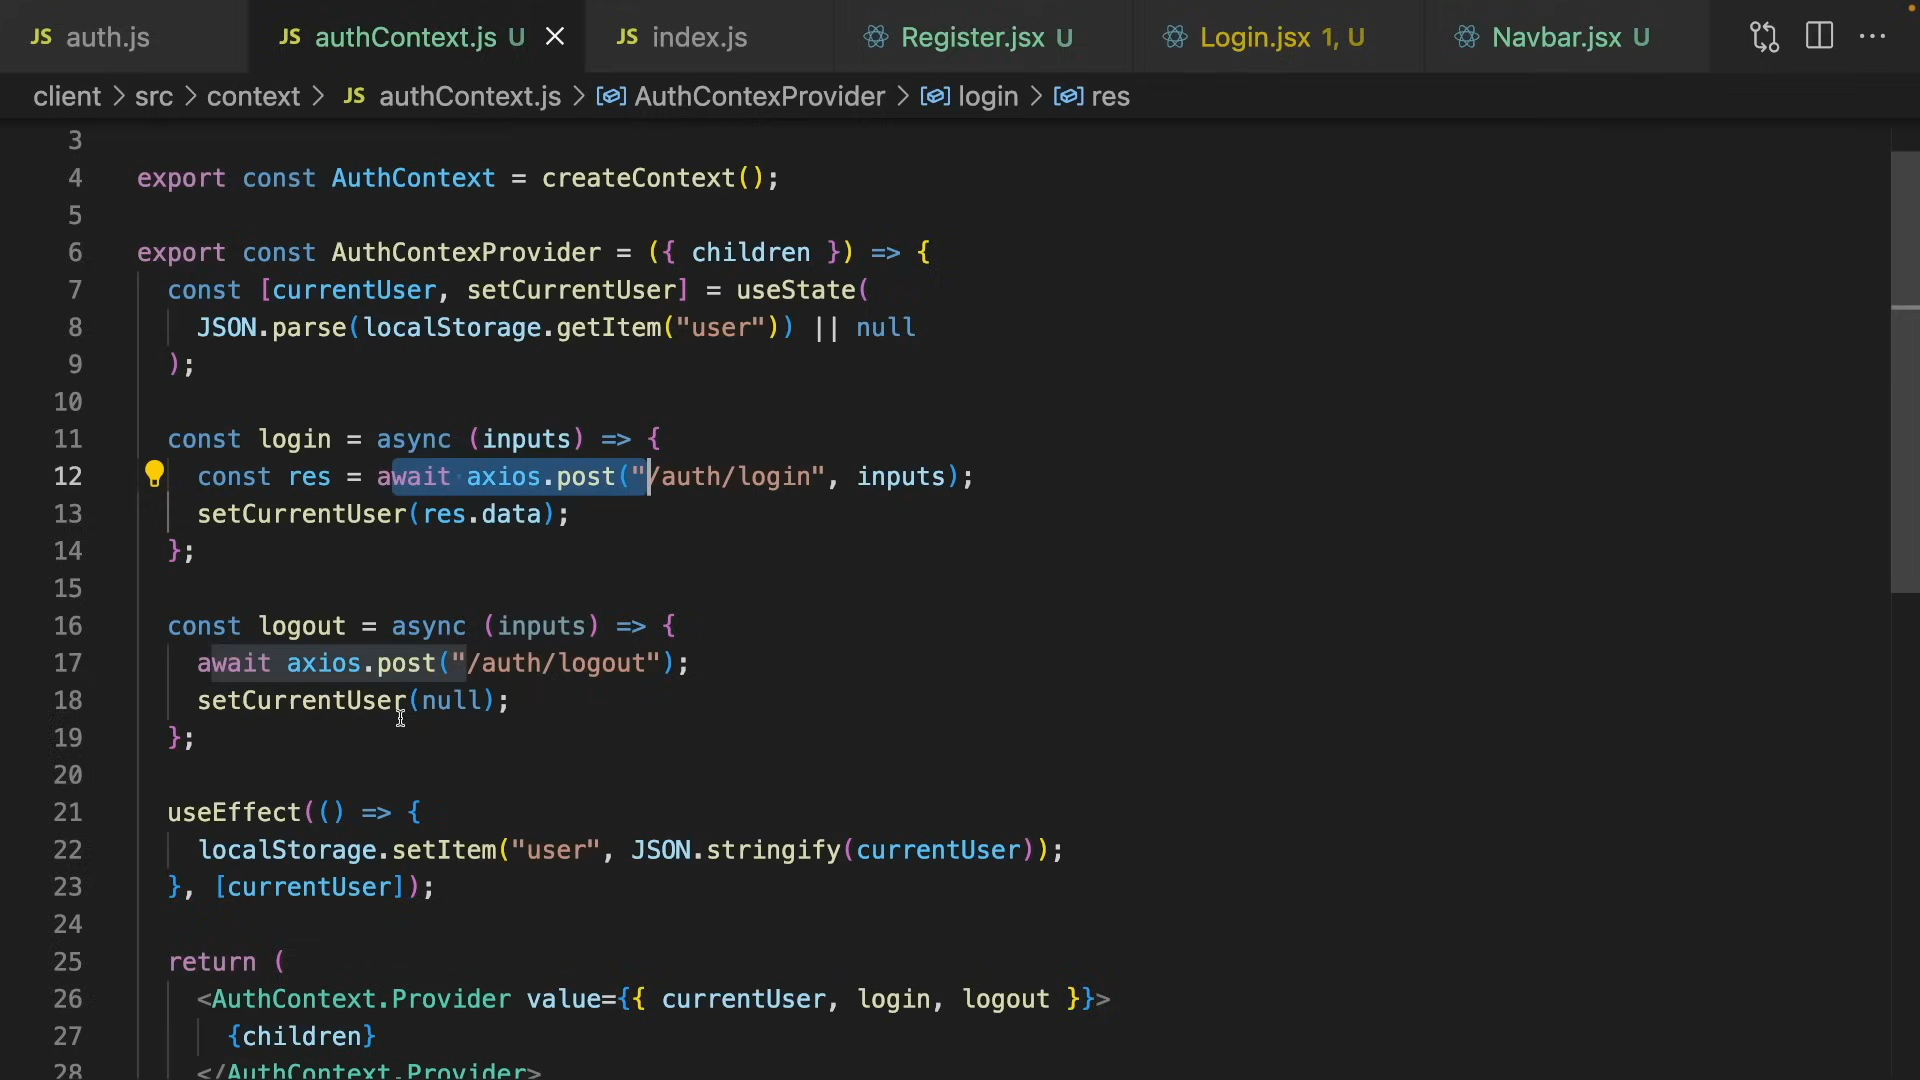 JS auth.js JS authContext.js U JS index.js Register.jsx U Login.jsx 1, U Navbar.jsx U
client > src > context > JS authContext.js > AuthContexProvider > login > res
3
4 export const AuthContext = createContext();
5
6 export const AuthContexProvider = ({ children }) => {
7 const [currentUser, setCurrentUser] = useState(
8 JSON.parse(localStorage.getItem("user")) || null
9 );
10
11 const login = async (inputs) => {
12 const res = await axios.post("/auth/login", inputs);
13 setCurrentUser(res.data);
14 };
15
16 const logout = async (inputs) => {
17 await axios.post("/auth/logout");
18 setCurrentUser(null);
19 };
20
21 useEffect(() => {
22 localStorage.setItem("user", JSON.stringify(currentUser));
23 }, [currentUser]);
24
25 return (
26 <AuthContext.Provider value={{ currentUser, login, logout }}>
27 {children}
28 </AuthContext.Provider>